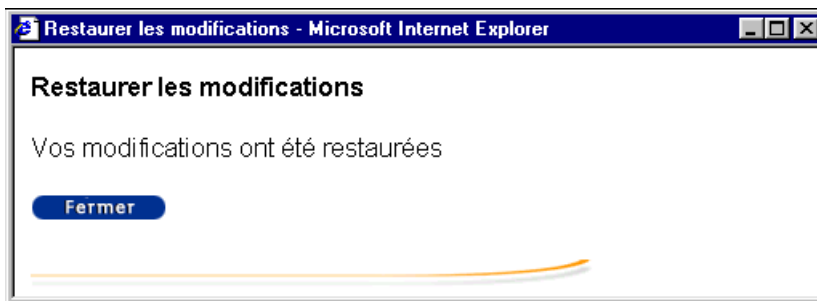 Restaurer les modifications - Microsoft Internet Explorer
Restaurer les modifications
Vos modifications ont été restaurées
Fermer